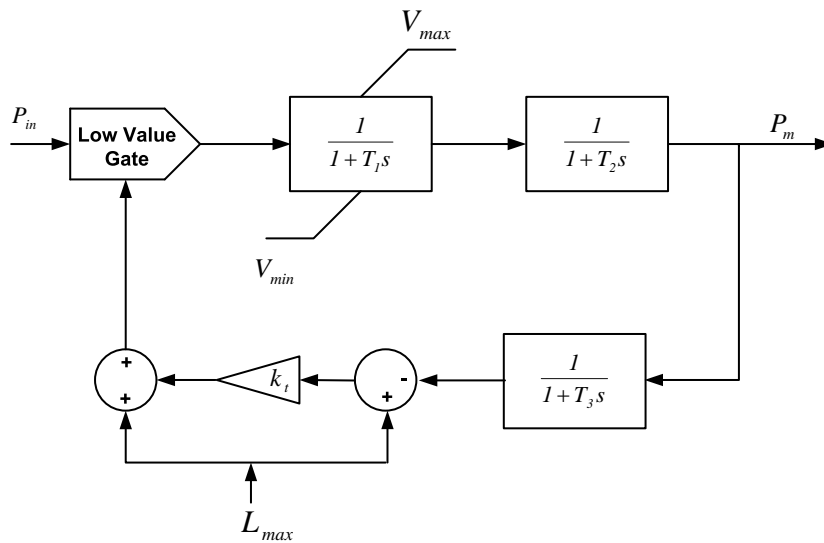 V_max
P_in
Low Value
Gate
1
1 + T_1 s
1
1 + T_2 s
P_m
V_min
+
+
k_t
-
+
1
1 + T_3 s
L_max